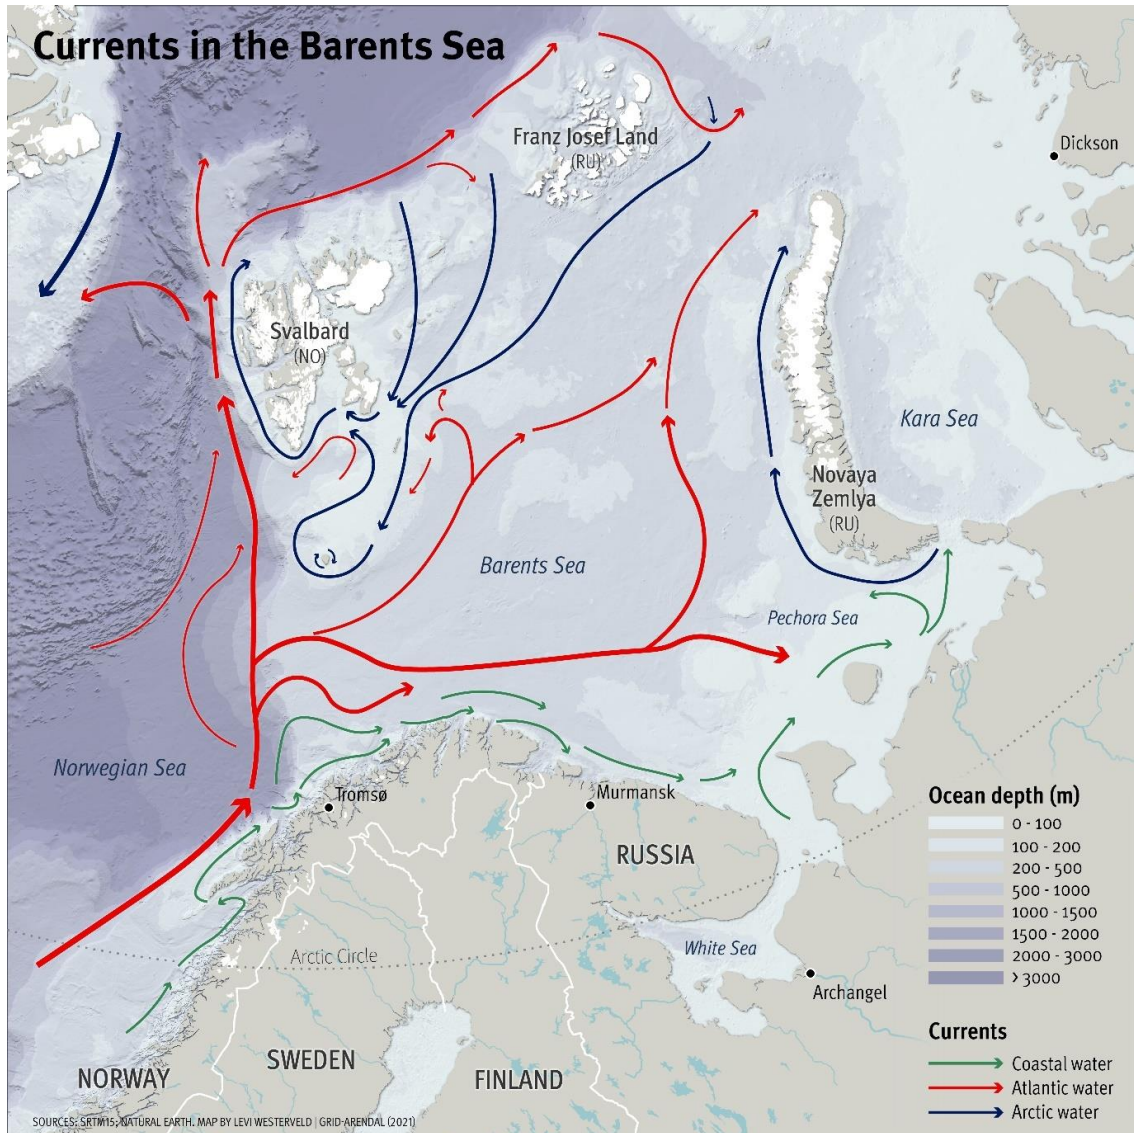 Currents in the Barents Sea
Franz Josef Land
(RU)
Dickson
Svalbard
(NO)
Kara Sea
Novaya
Zemlya
(RU)
Barents Sea
Pechora Sea
Norwegian Sea
Tromsø
Murmansk
RUSSIA
White Sea
Arctic Circle
Archangel
NORWAY
SWEDEN
FINLAND
Ocean depth (m)
0 - 100
100 - 200
200 - 500
500 - 1000
1000 - 1500
1500 - 2000
2000 - 3000
> 3000
Currents
Coastal water
Atlantic water
Arctic water
SOURCES: SRTM15; NATURAL EARTH. MAP BY LEVI WESTERVELD | GRID-ARENDAL (2021)